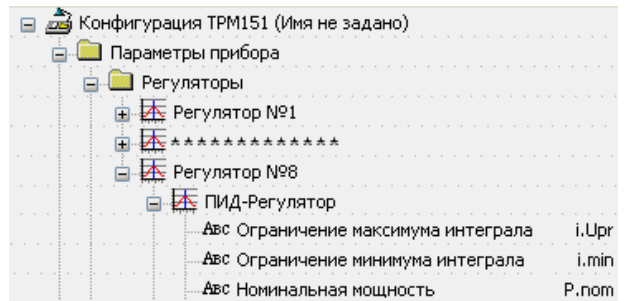 Конфигурация ТРМ151 (Имя не задано)
Параметры прибора
Регуляторы
Регулятор №1
*************
Регулятор №8
ПИД-Регулятор
Авс Ограничение максимума интеграла i.Upr
Авс Ограничение минимума интеграла i.min
Авс Номинальная мощность P.nom